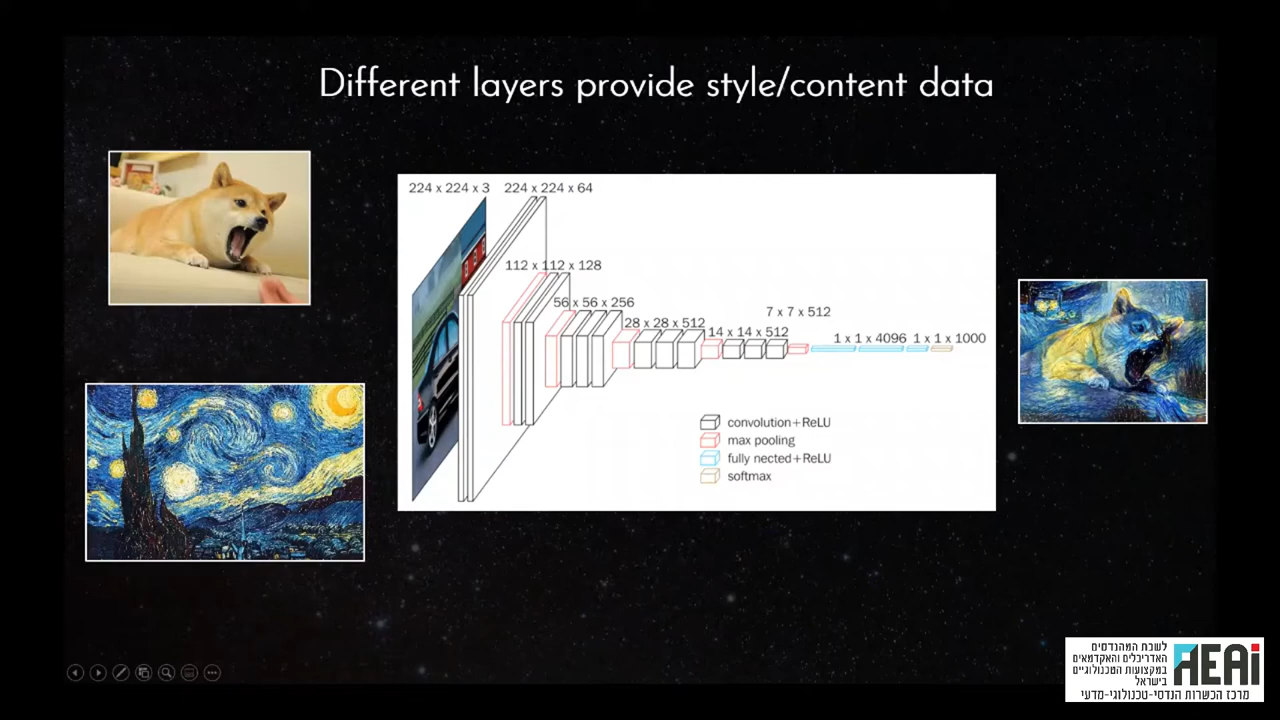 Different layers provide style/content data
224 x 224 x 3
224 x 224 x 64
112 x 112 x 128
56 x 56 x 256
28 x 28 x 512
14 x 14 x 512
7 x 7 x 512
1 x 1 x 4096
1 x 1 x 1000
convolution+ReLU
max pooling
fully nected+ReLU
softmax
לשכת המהנדסים
האדריכלים והאקדמאים
במקצועות הטכנולוגיים
בישראל
AEAi
מרכז הכשרות הנדסי-טכנולוגי-מדעי